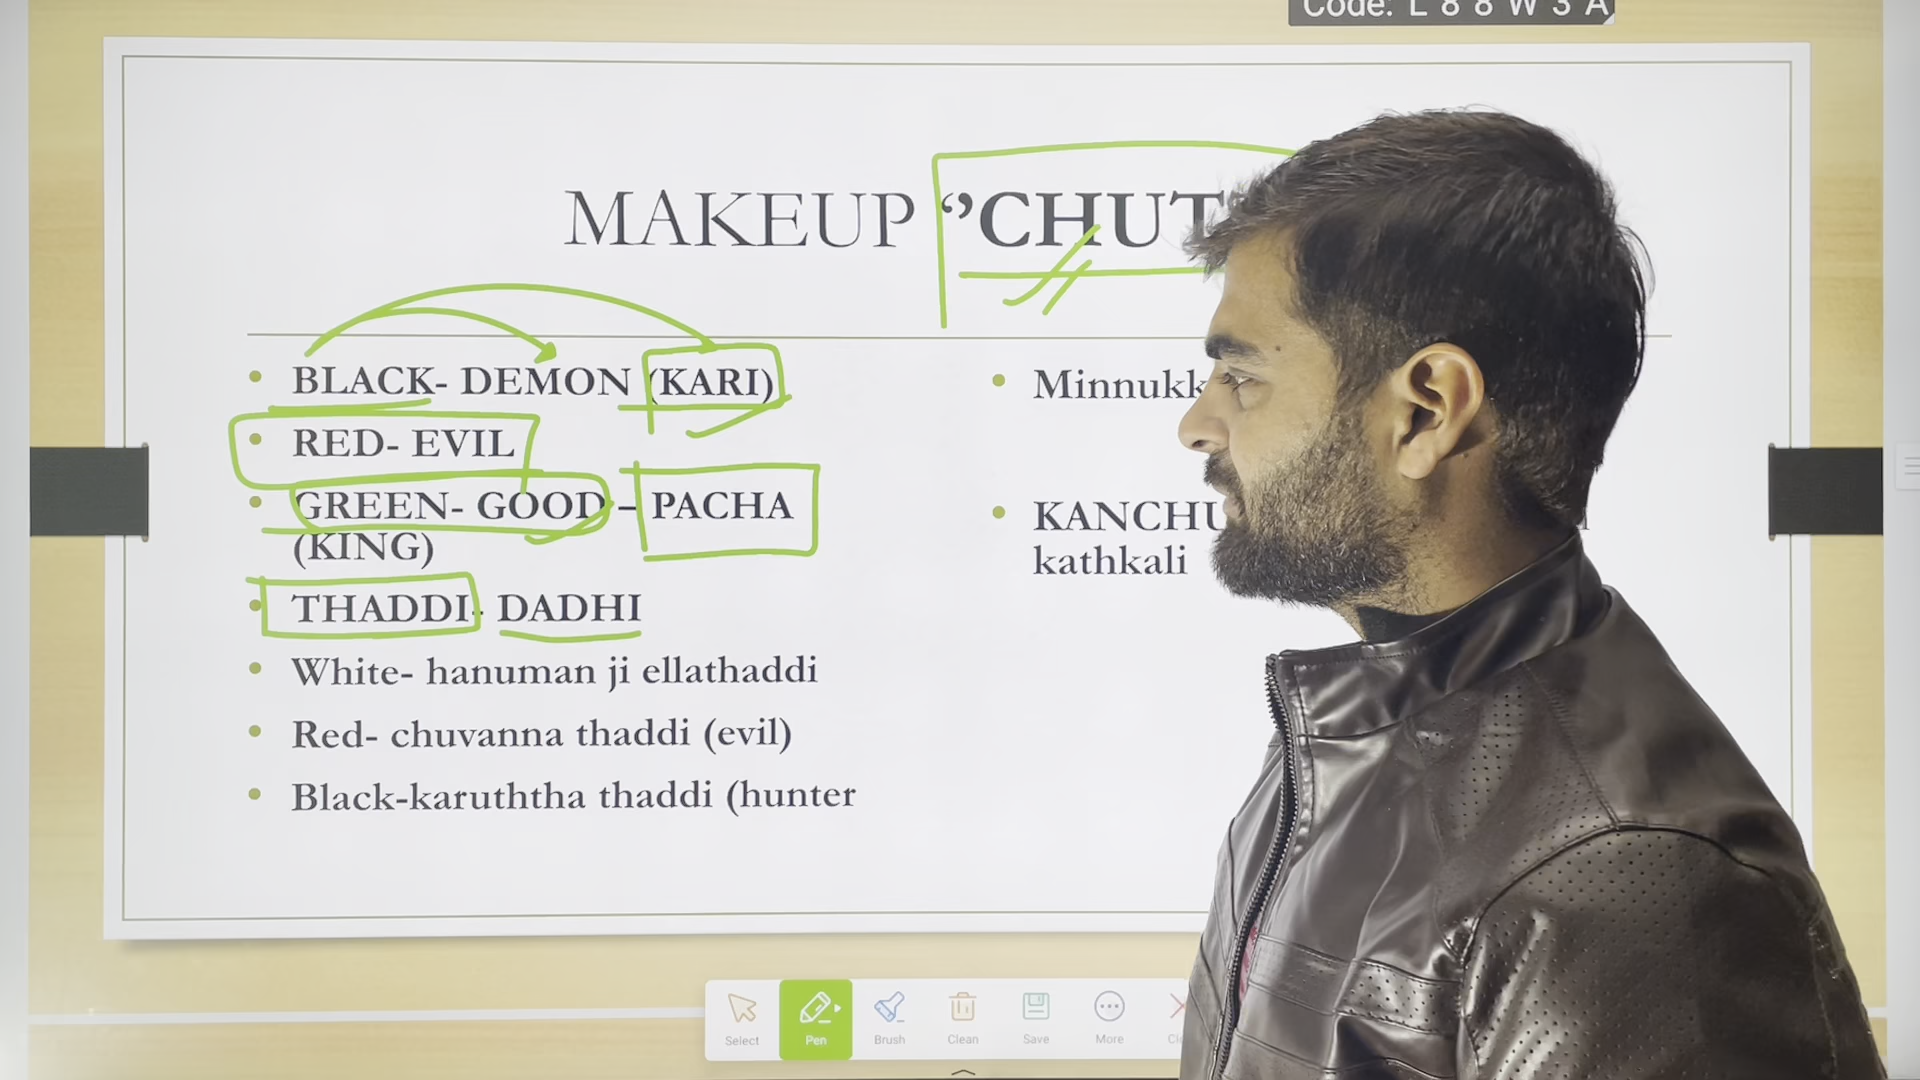 Code: L 8 8 W 3 A
MAKEUP “’CHUT
BLACK- DEMON (KARI)
RED- EVIL
GREEN- GOOD – PACHA
(KING)
THADDI- DADHI
White- hanuman ji ellathaddi
Red- chuvanna thaddi (evil)
Black-karuththa thaddi (hunter
Minnukk
KANCHU
kathkali
Select Pen Brush Clean Save More